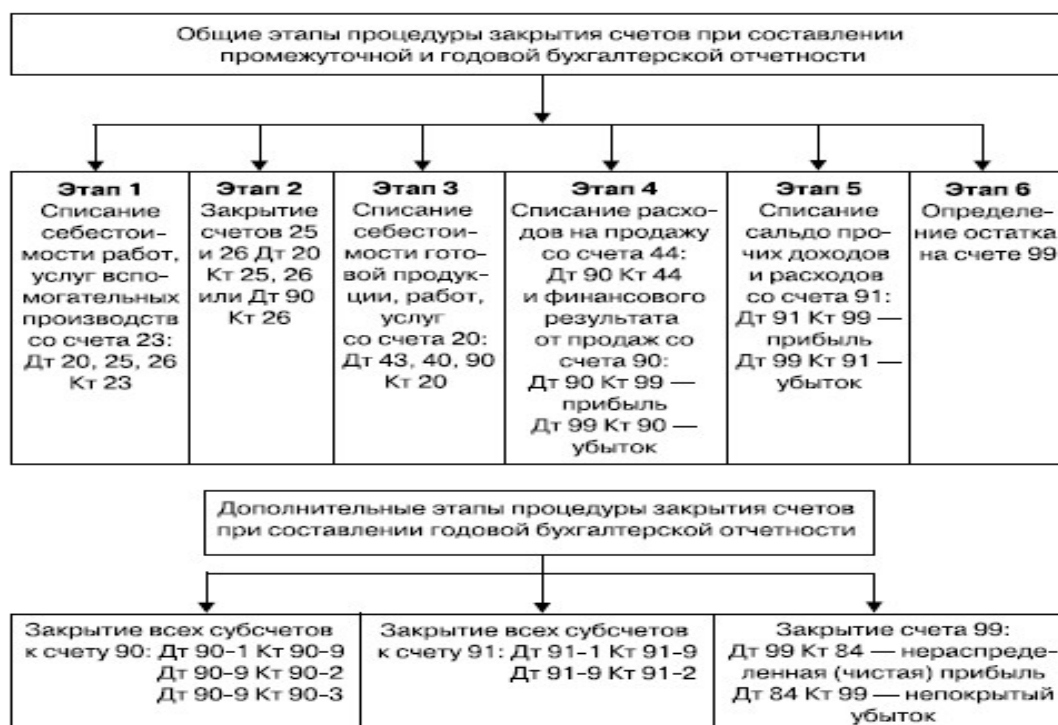 Общие этапы процедуры закрытия счетов при составлении
промежуточной и годовой бухгалтерской отчетности
Этап 1
Списание
себестои-
мости работ,
услуг вспо-
могательных
производств
со счета 23:
Дт 20, 25, 26
Кт 23
Этап 2
Закрытие
счетов 25
и 26 Дт 20
Кт 25, 26
или Дт 90
Кт 26
Этап 3
Списание
себестои-
мости гото-
вой продук-
ции, работ,
услуг
со счета 20:
Дт 43, 40, 90
Кт 20
Этап 4
Списание расхо-
дов на продажу
со счета 44:
Дт 90 Кт 44
и финансового
результата
от продаж со
счета 90:
Дт 90 Кт 99 —
прибыль
Дт 99 Кт 90 —
убыток
Этап 5
Списание
сальдо про-
чих доходов
и расходов
со счета 91:
Дт 91 Кт 99 —
прибыль
Дт 99 Кт 91 —
убыток
Этап 6
Определе-
ние остатка
на счете 99
Дополнительные этапы процедуры закрытия счетов
при составлении годовой бухгалтерской отчетности
Закрытие всех субсчетов
к счету 90: Дт 90-1 Кт 90-9
Дт 90-9 Кт 90-2
Дт 90-9 Кт 90-3
Закрытие всех субсчетов
к счету 91: Дт 91-1 Кт 91-9
Дт 91-9 Кт 91-2
Закрытие счета 99:
Дт 99 Кт 84 — нераспреде-
ленная (чистая) прибыль
Дт 84 Кт 99 — непокрытый
убыток